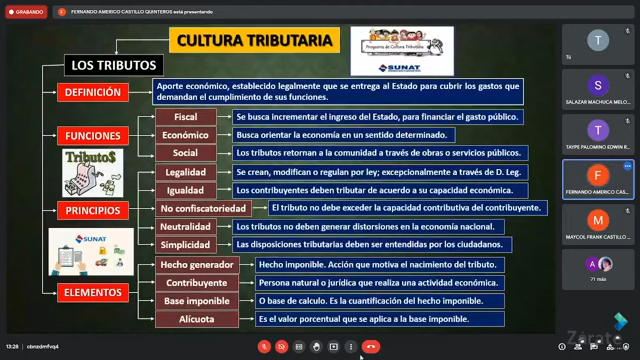 GRABANDO
FERNANDO AMERICO CASTILLO QUINTEROS está presentando
CULTURA TRIBUTARIA
Programa de Cultura Tributaria
SUNAT
LOS TRIBUTOS
DEFINICIÓN
Aporte económico, establecido legalmente que se entrega al Estado para cubrir los gastos que
demandan el cumplimiento de sus funciones.
FUNCIONES
Fiscal
Se busca incrementar el ingreso del Estado, para financiar el gasto público.
Económico
Busca orientar la economía en un sentido determinado.
Social
Los tributos retornan a la comunidad a través de obras o servicios públicos.
Tributo$
PRINCIPIOS
Legalidad
Se crean, modifican o regulan por ley; excepcionalmente a través de D. Leg.
Igualdad
Los contribuyentes deben tributar de acuerdo a su capacidad económica.
No confiscatoriedad
El tributo no debe exceder la capacidad contributiva del contribuyente.
Neutralidad
Los tributos no deben generar distorsiones en la economía nacional.
Simplicidad
Las disposiciones tributarias deben ser entendidas por los ciudadanos.
SUNAT
ELEMENTOS
Hecho generador
Hecho imponible. Acción que motiva el nacimiento del tributo.
Contribuyente
Persona natural o jurídica que realiza una actividad económica.
Base imponible
O base de calculo. Es la cuantificación del hecho imponible.
Alícuota
Es el valor porcentual que se aplica a la base imponible.
T
Tú
S
SALAZAR MACHUCA MELO...
T
TAYPE PALOMINO EDWIN R...
F
FERNANDO AMERICO CAS...
M
MAYCOL FRANK CASTILLO ...
A
71 más
13:28
cbnzdmfvq4
Zárate